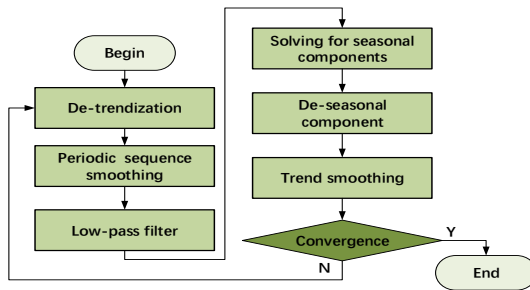 Begin
De-trendization
Periodic sequence
smoothing
Low-pass filter
Solving for seasonal
components
De-seasonal
component
Trend smoothing
Convergence
Y
N
End